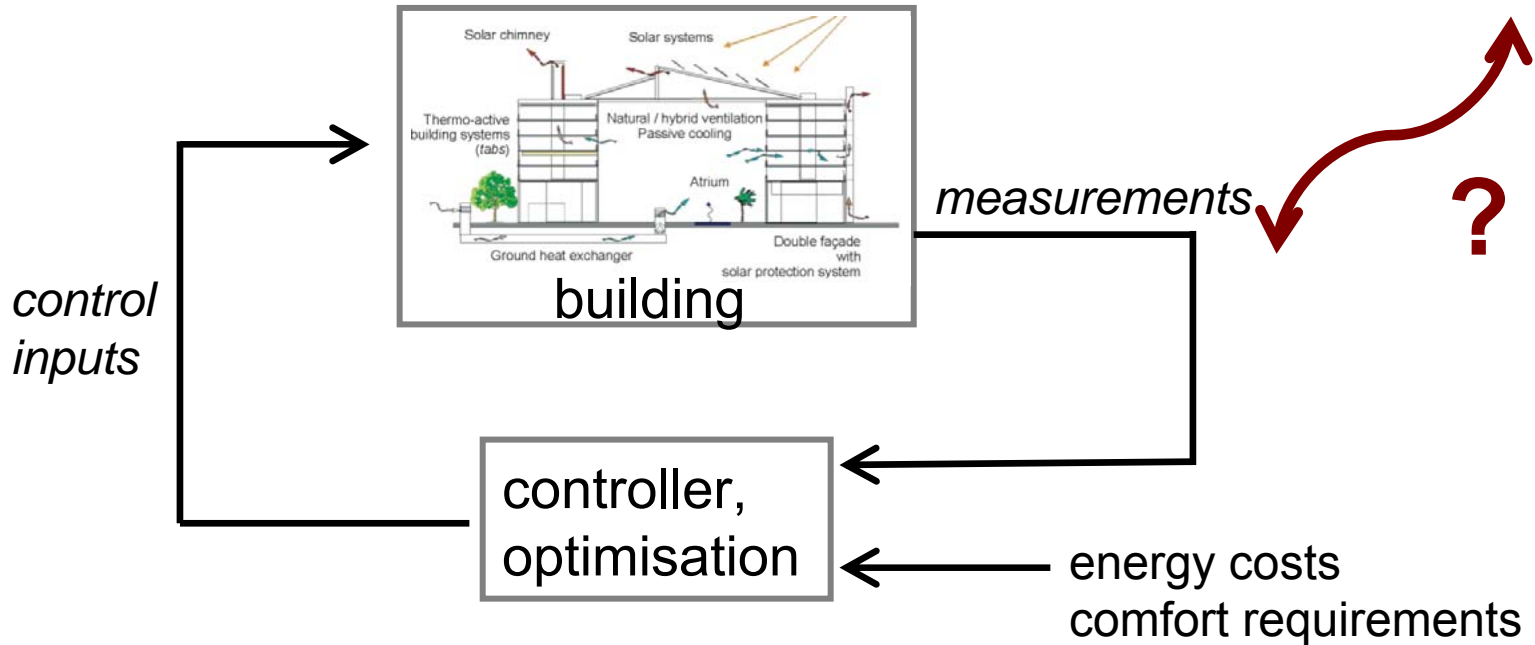 Solar chimney
Solar systems
Thermo-active
building systems
(tabs)
Natural / hybrid ventilation
Passive cooling
Atrium
Ground heat exchanger
Double façade
with
solar protection system
building
measurements
?
control
inputs
controller,
optimisation
energy costs
comfort requirements